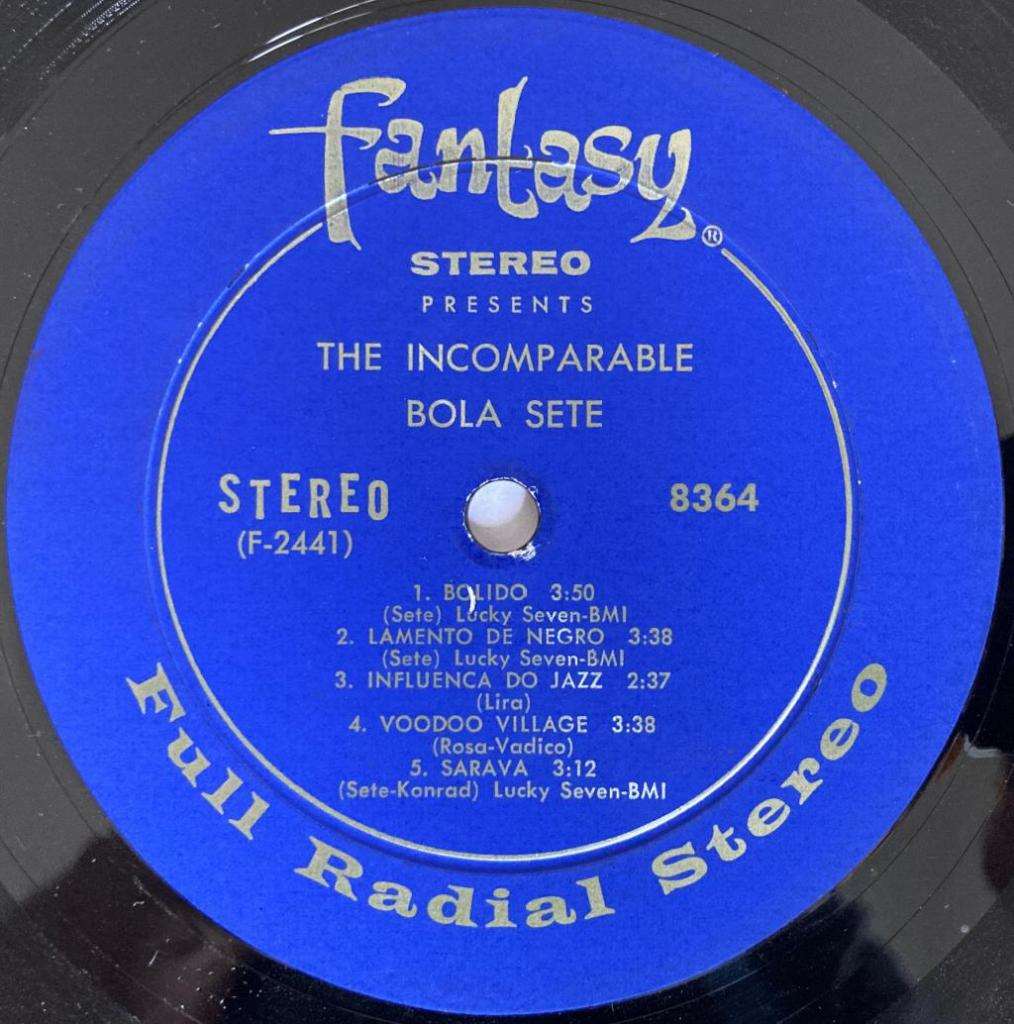 fantasy®
STEREO
PRESENTS
THE INCOMPARABLE
BOLA SETE
STEREO
(F-2441)
8364
1. BOLIDO 3:50
(Sete) Lucky Seven-BMI
2. LAMENTO DE NEGRO 3:38
(Sete) Lucky Seven-BMI
3. INFLUENCA DO JAZZ 2:37
(Lira)
4. VOODOO VILLAGE 3:38
(Rosa-Vadico)
5. SARAVA 3:12
(Sete-Konrad) Lucky Seven-BMI
Full Radial Stereo